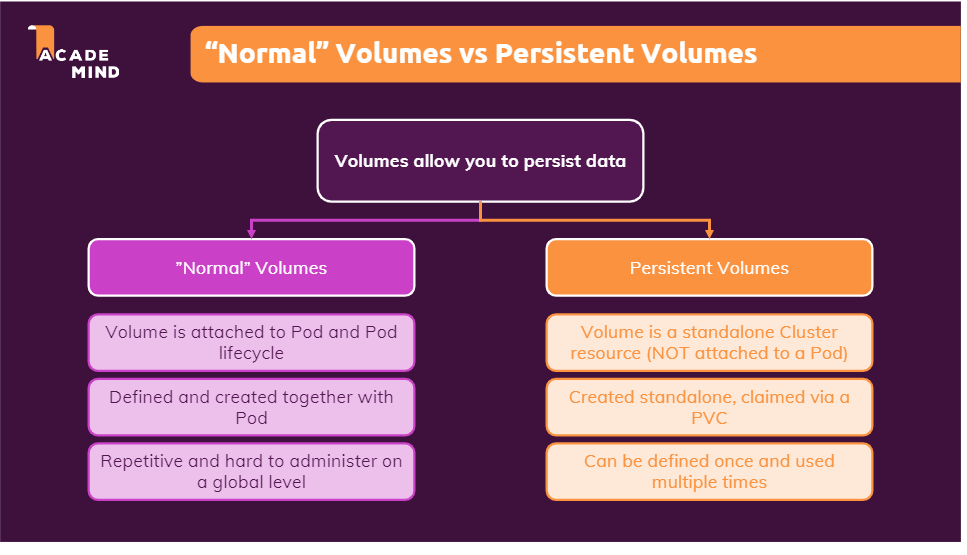 ACADE
MIND
“Normal” Volumes vs Persistent Volumes
Volumes allow you to persist data
”Normal” Volumes
Volume is attached to Pod and Pod
lifecycle
Defined and created together with
Pod
Repetitive and hard to administer on
a global level
Persistent Volumes
Volume is a standalone Cluster
resource (NOT attached to a Pod)
Created standalone, claimed via a
PVC
Can be defined once and used
multiple times